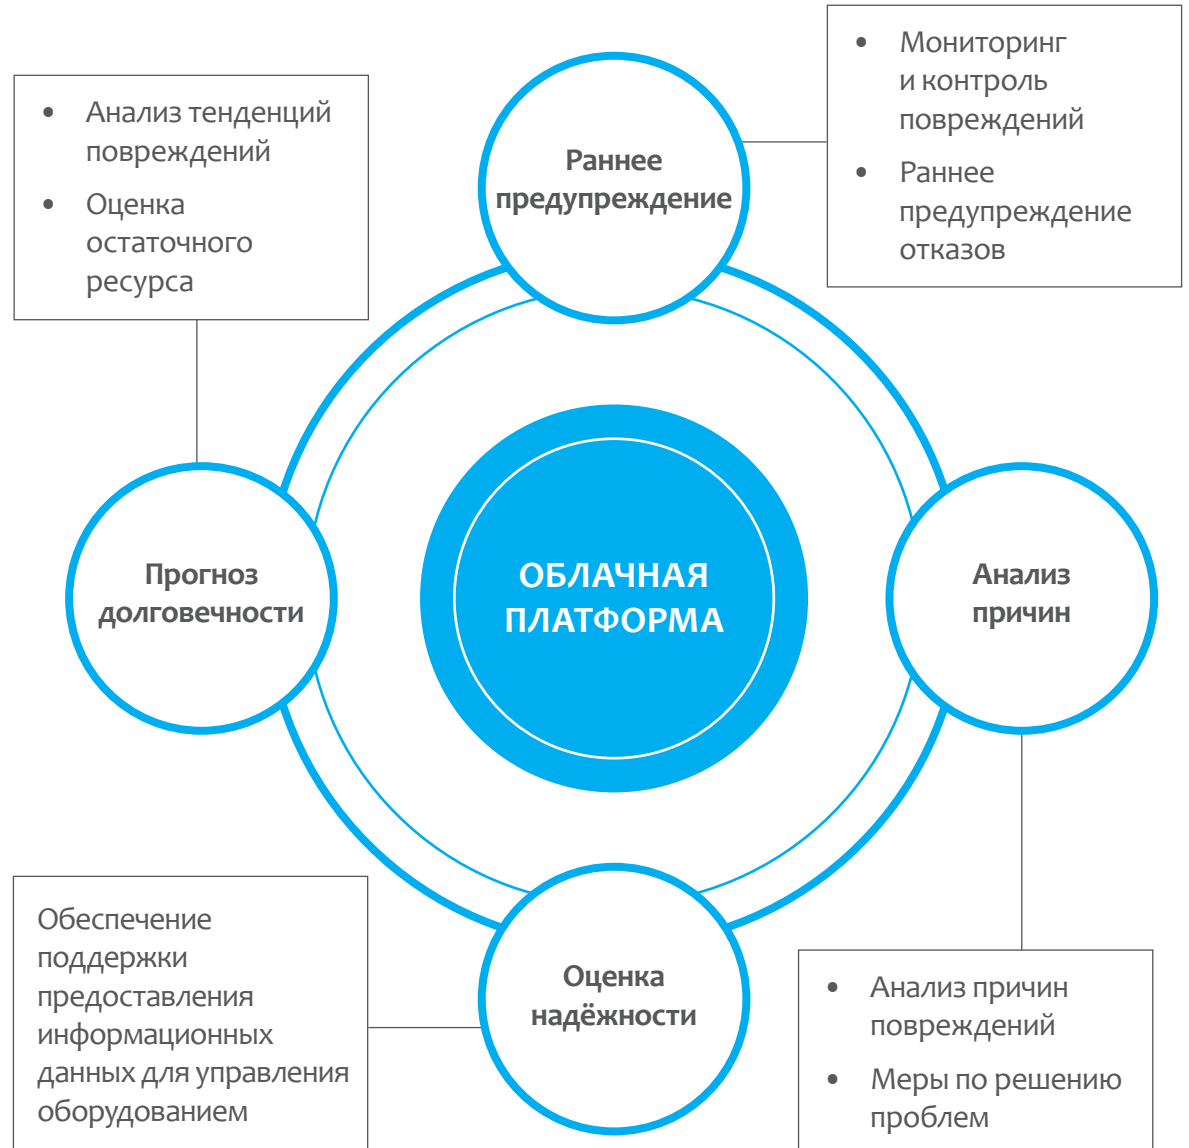 • Мониторинг
и контроль
повреждений
• Раннее
предупреждение
отказов
• Анализ тенденций
повреждений
• Оценка
остаточного
ресурса
Раннее
предупреждение
Прогноз
долговечности
ОБЛАЧНАЯ
ПЛАТФОРМА
Анализ
причин
Обеспечение
поддержки
предоставления
информационных
данных для управления
оборудованием
Оценка
надёжности
• Анализ причин
повреждений
• Меры по решению
проблем